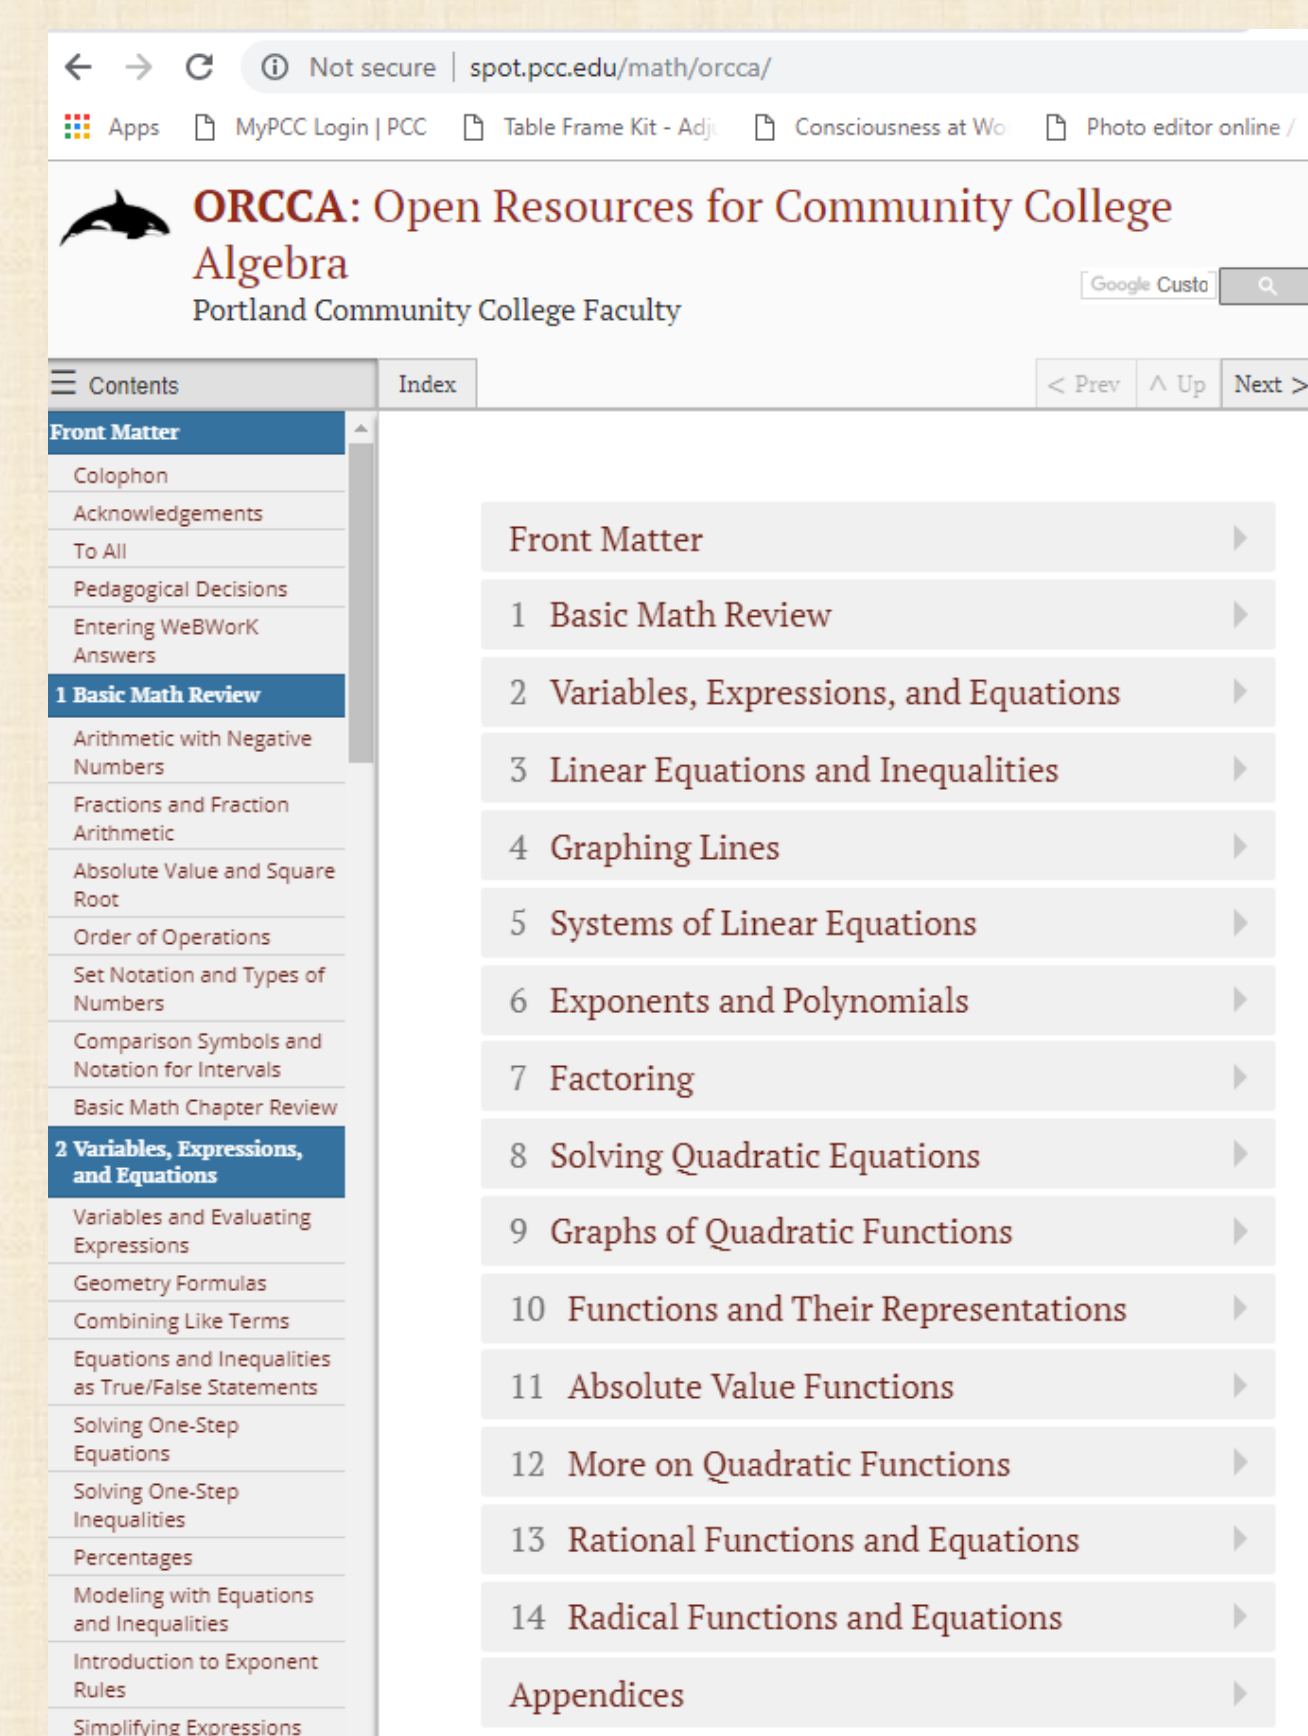 Not secure | spot.pcc.edu/math/orcca/
Apps MyPCC Login | PCC Table Frame Kit - Adj Consciousness at Wo Photo editor online /
ORCCA: Open Resources for Community College
Algebra
Portland Community College Faculty
Google Custo
Contents
Index
< Prev
^ Up
Next >
Front Matter
Colophon
Acknowledgements
To All
Pedagogical Decisions
Entering WeBWorK
Answers
1 Basic Math Review
Arithmetic with Negative
Numbers
Fractions and Fraction
Arithmetic
Absolute Value and Square
Root
Order of Operations
Set Notation and Types of
Numbers
Comparison Symbols and
Notation for Intervals
Basic Math Chapter Review
2 Variables, Expressions,
and Equations
Variables and Evaluating
Expressions
Geometry Formulas
Combining Like Terms
Equations and Inequalities
as True/False Statements
Solving One-Step
Equations
Solving One-Step
Inequalities
Percentages
Modeling with Equations
and Inequalities
Introduction to Exponent
Rules
Simplifying Expressions
Front Matter
1 Basic Math Review
2 Variables, Expressions, and Equations
3 Linear Equations and Inequalities
4 Graphing Lines
5 Systems of Linear Equations
6 Exponents and Polynomials
7 Factoring
8 Solving Quadratic Equations
9 Graphs of Quadratic Functions
10 Functions and Their Representations
11 Absolute Value Functions
12 More on Quadratic Functions
13 Rational Functions and Equations
14 Radical Functions and Equations
Appendices